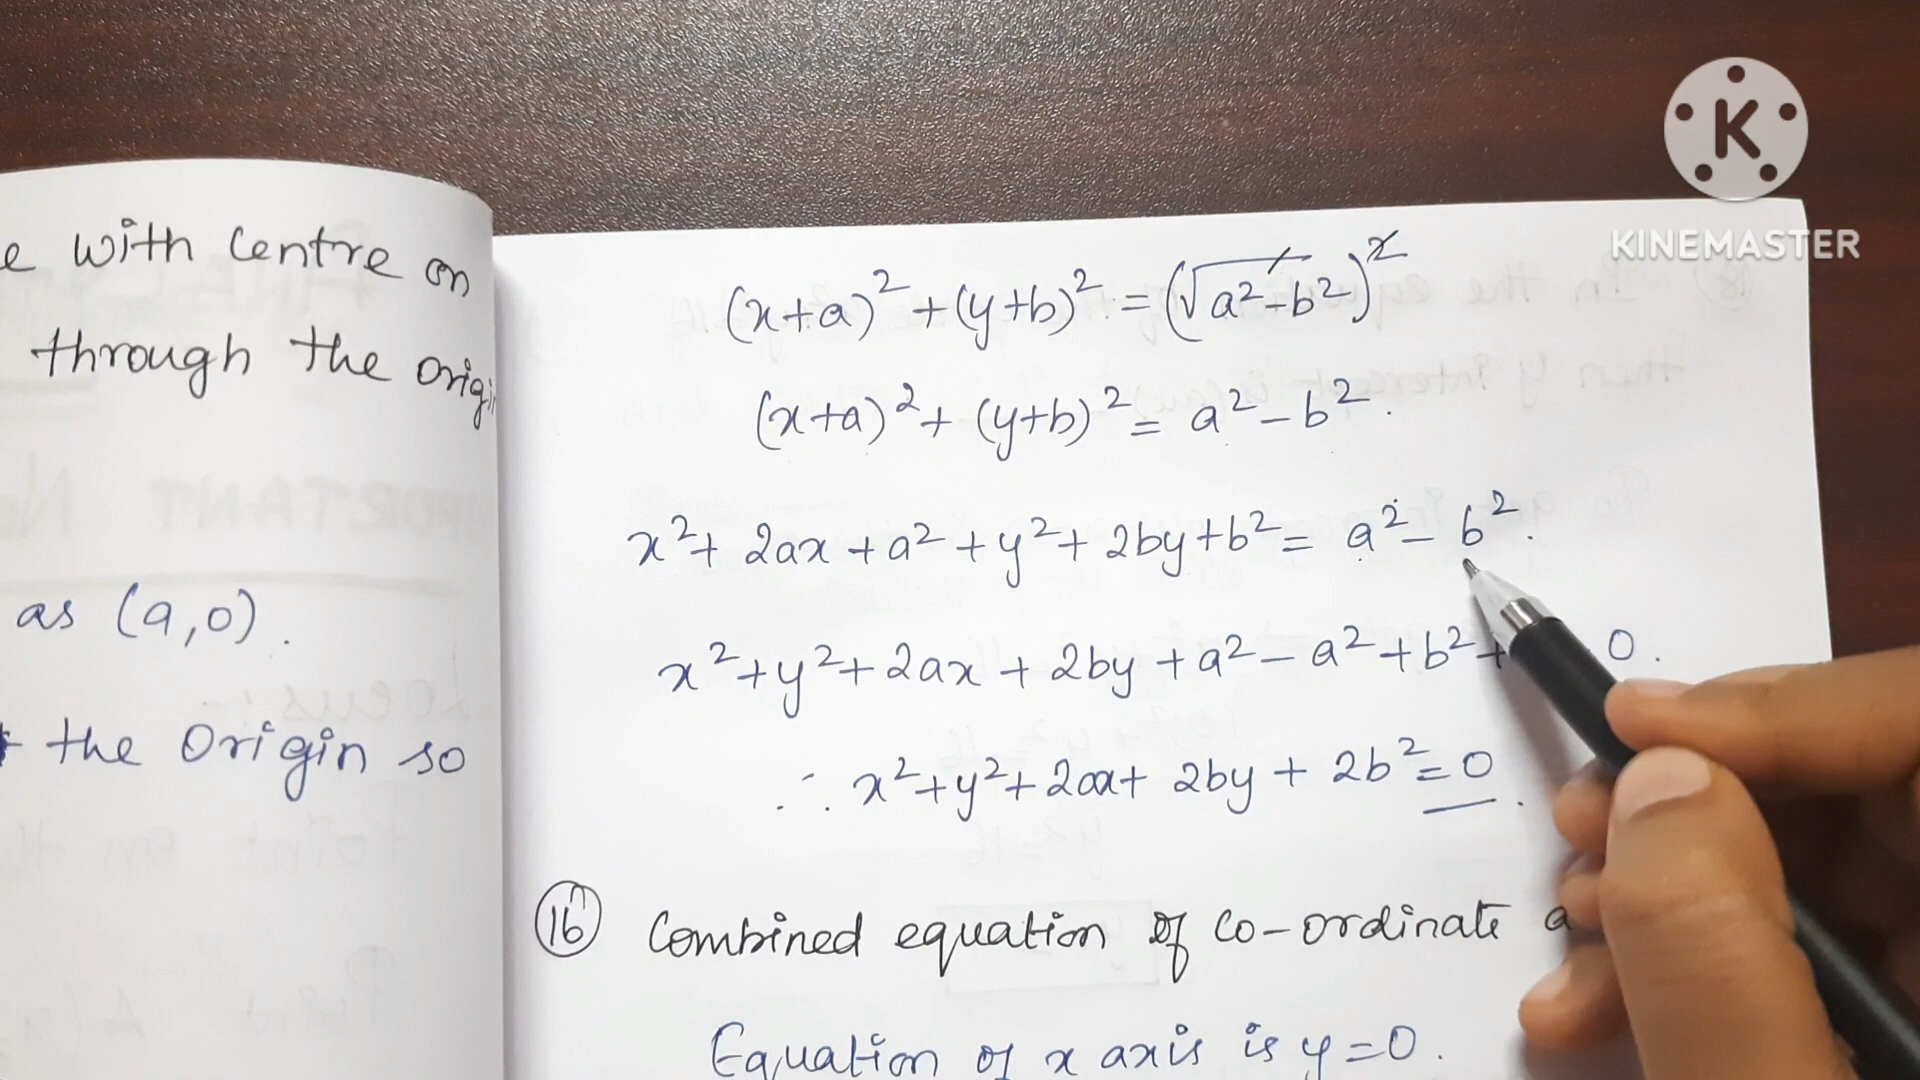 e with centre on
through the origin
as (a,0).
the origin so
(x+a)²+(y+b)²=(√a²-b²)²
(x+a)²+(y+b)²=a²-b².
x²+2ax+a²+y²+2by+b²=a²-b².
x²+y²+2ax+2by+a²-a²+b²+ 0.
∴ x²+y²+2ax+2by+2b²=0.
16 Combined equation of co-ordinate a
Equation of x axis is y=0.
K
KINEMASTER